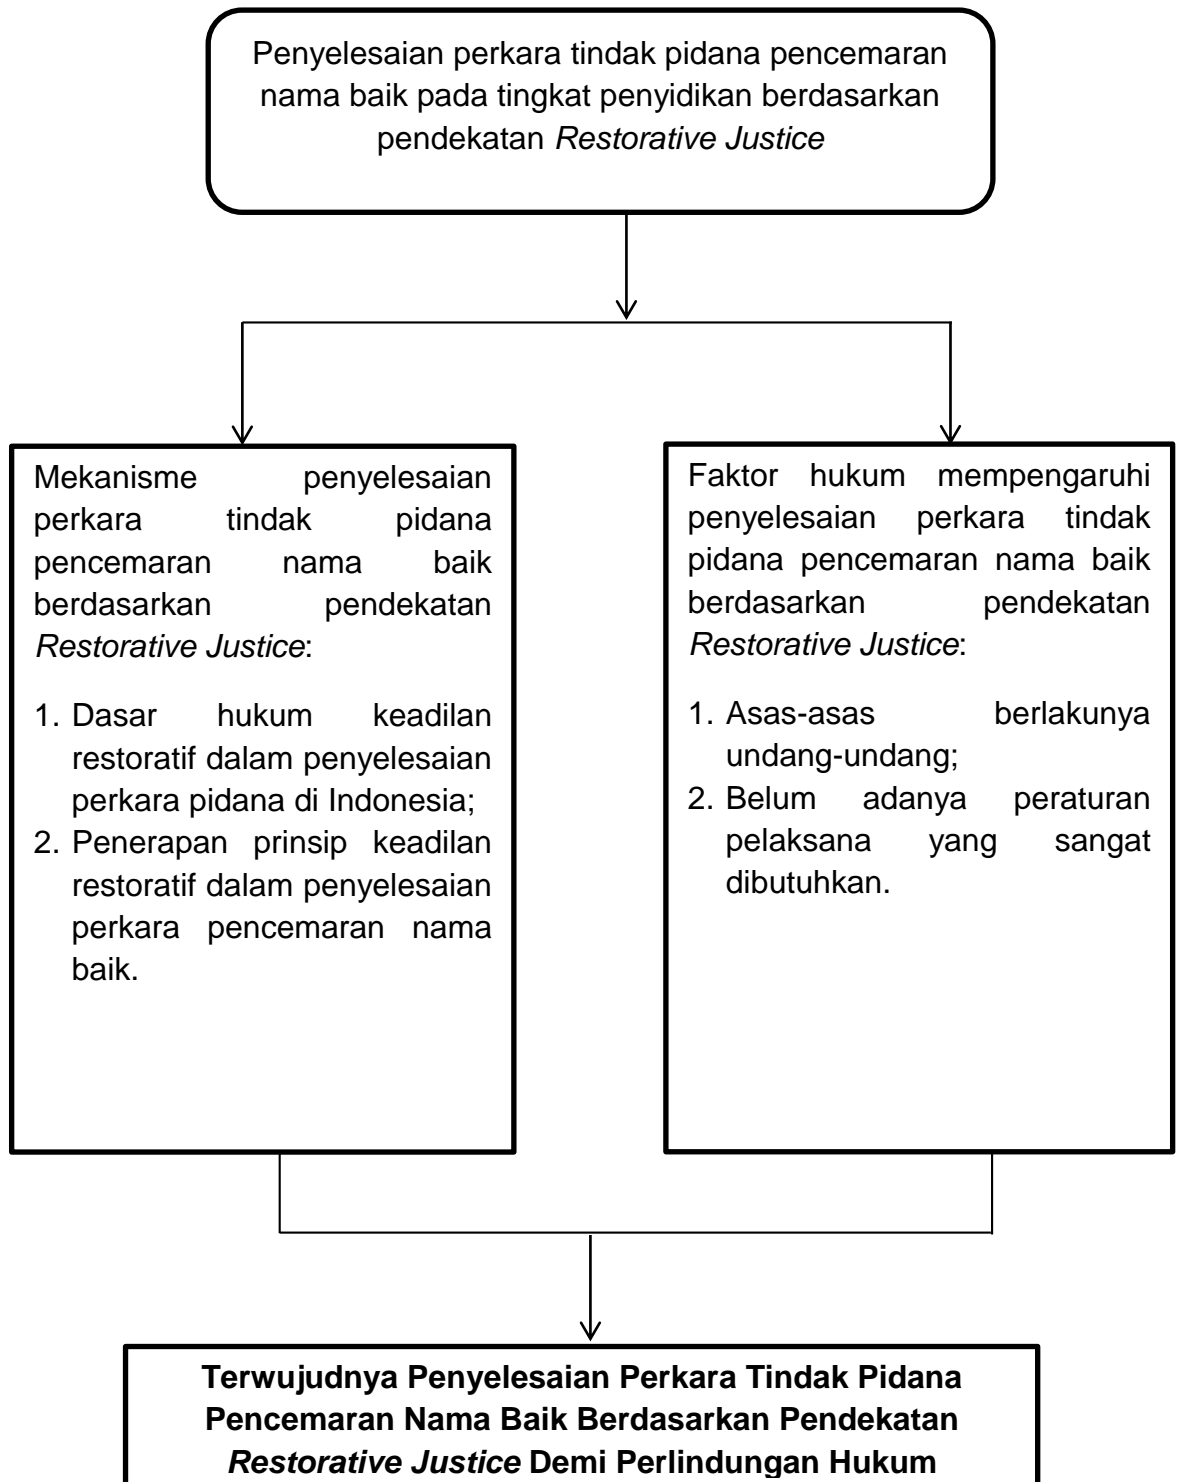 Penyelesaian perkara tindak pidana pencemaran
nama baik pada tingkat penyidikan berdasarkan
pendekatan Restorative Justice
Mekanisme penyelesaian
perkara tindak pidana
pencemaran nama baik
berdasarkan pendekatan
Restorative Justice:
1. Dasar hukum keadilan
restoratif dalam penyelesaian
perkara pidana di Indonesia;
2. Penerapan prinsip keadilan
restoratif dalam penyelesaian
perkara pencemaran nama
baik.
Faktor hukum mempengaruhi
penyelesaian perkara tindak
pidana pencemaran nama baik
berdasarkan pendekatan
Restorative Justice:
1. Asas-asas berlakunya
undang-undang;
2. Belum adanya peraturan
pelaksana yang sangat
dibutuhkan.
Terwujudnya Penyelesaian Perkara Tindak Pidana
Pencemaran Nama Baik Berdasarkan Pendekatan
Restorative Justice Demi Perlindungan Hukum